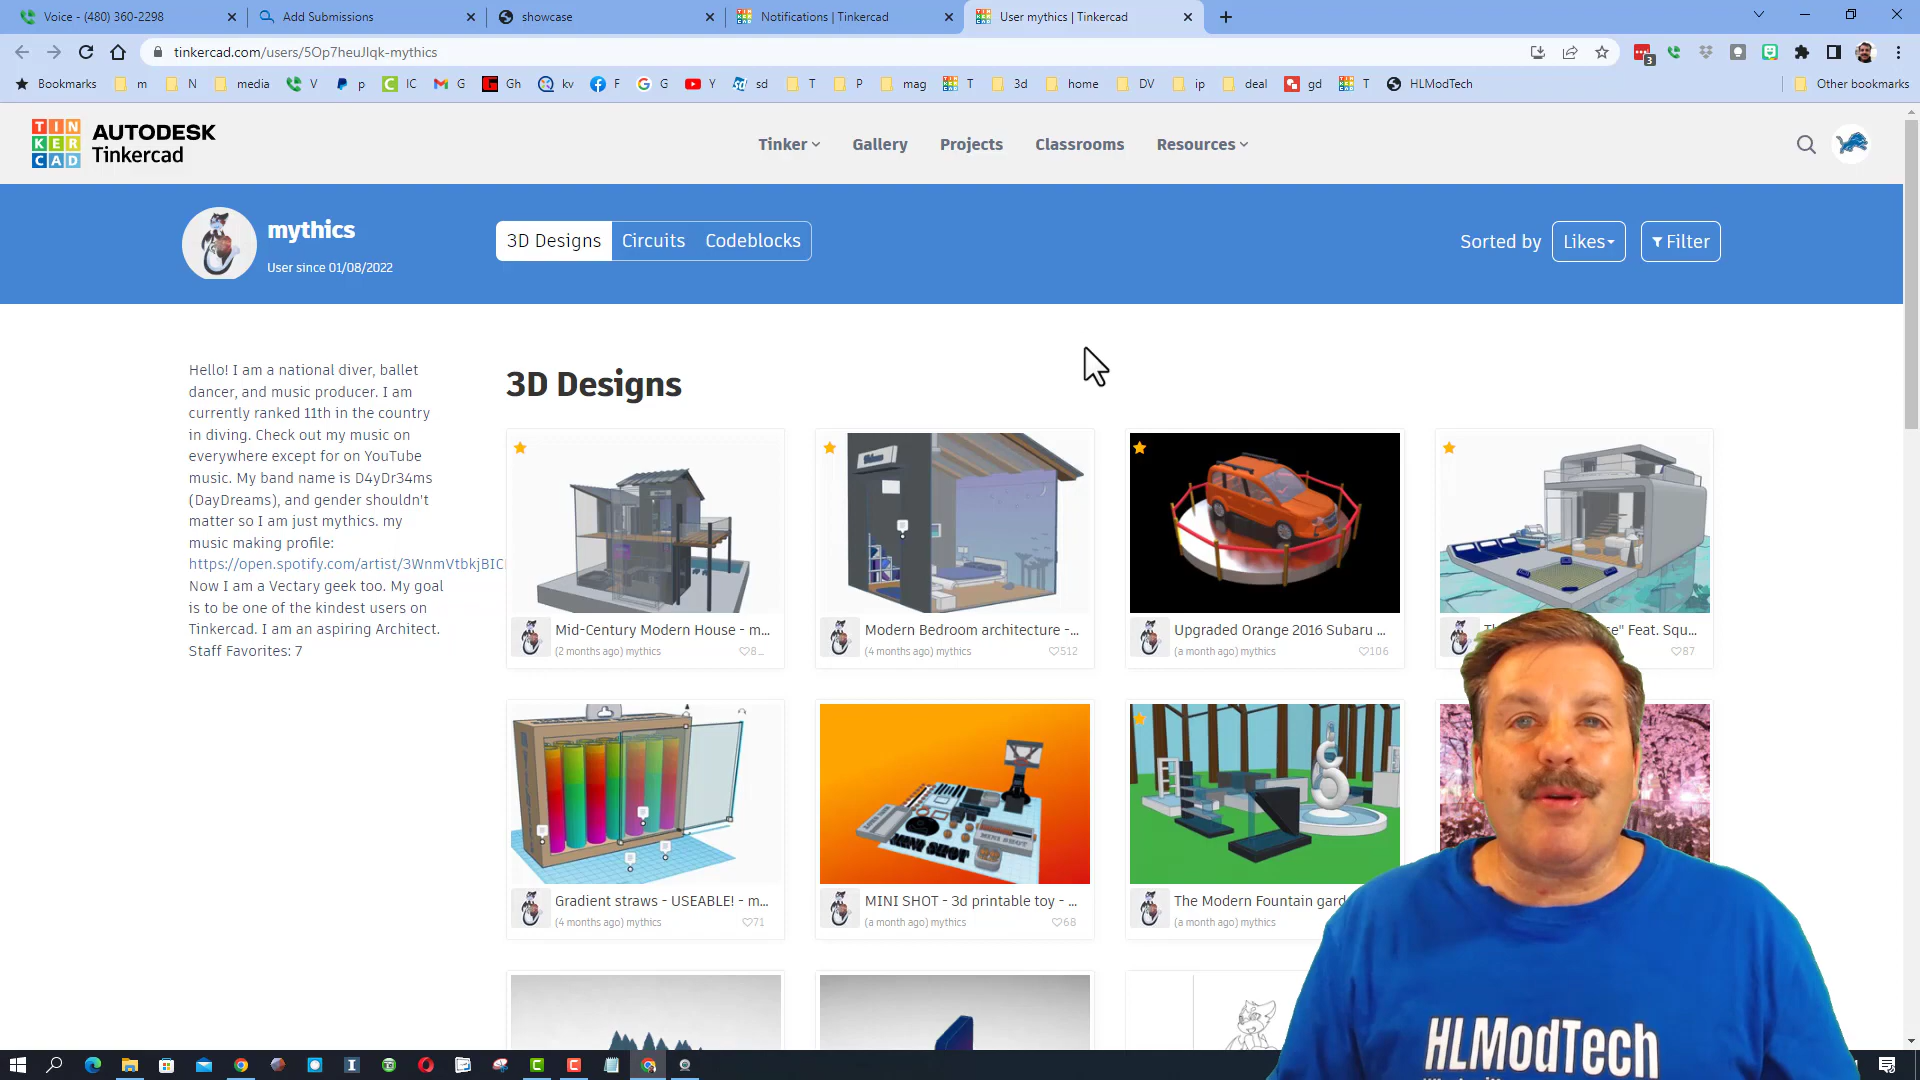 Voice - (480) 360-2298
Add Submissions
showcase
Notifications | Tinkercad
User mythics | Tinkercad
tinkercad.com/users/5Op7heuJlqk-mythics
3
Bookmarks
m
N
media
V
p
IC
G
Gh
kv
F
G
Y
sd
T
P
mag
T
3d
home
DV
ip
deal
gd
T
HLModTech
Other bookmarks
TIN
KER
CAD
AUTODESK
Tinkercad
Tinker
Gallery
Projects
Classrooms
Resources
mythics
User since 01/08/2022
3D Designs
Circuits
Codeblocks
Sorted by
Likes
Filter
Hello! I am a national diver, ballet
dancer, and music producer. I am
currently ranked 11th in the country
in diving. Check out my music on
everywhere except for on YouTube
music. My band name is D4yDr34ms
(DayDreams), and gender shouldn't
matter so I am just mythics. my
music making profile:
https://open.spotify.com/artist/3WnmVtbkjBIC
Now I am a Vectary geek too. My goal
is to be one of the kindest users on
Tinkercad. I am an aspiring Architect.
Staff Favorites: 7
3D Designs
Mid-Century Modern House - m...
(2 months ago) mythics
8...
Modern Bedroom architecture -...
(4 months ago) mythics
512
Upgraded Orange 2016 Subaru ...
(a month ago) mythics
106
" Feat. Squ...
87
Gradient straws - USEABLE! - m...
(4 months ago) mythics
71
MINI SHOT
MINI SHOT
MINI SHOT - 3d printable toy - ...
(a month ago) mythics
68
The Modern Fountain gard
(a month ago) mythics
HLModTech